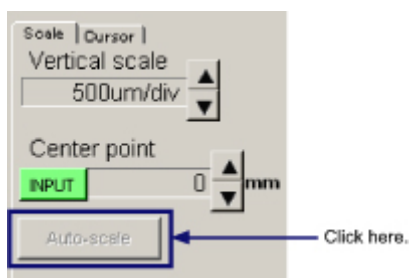 Scale Cursor
Vertical scale
500um/div
Center point
INPUT 0 mm
Auto-scale Click here.